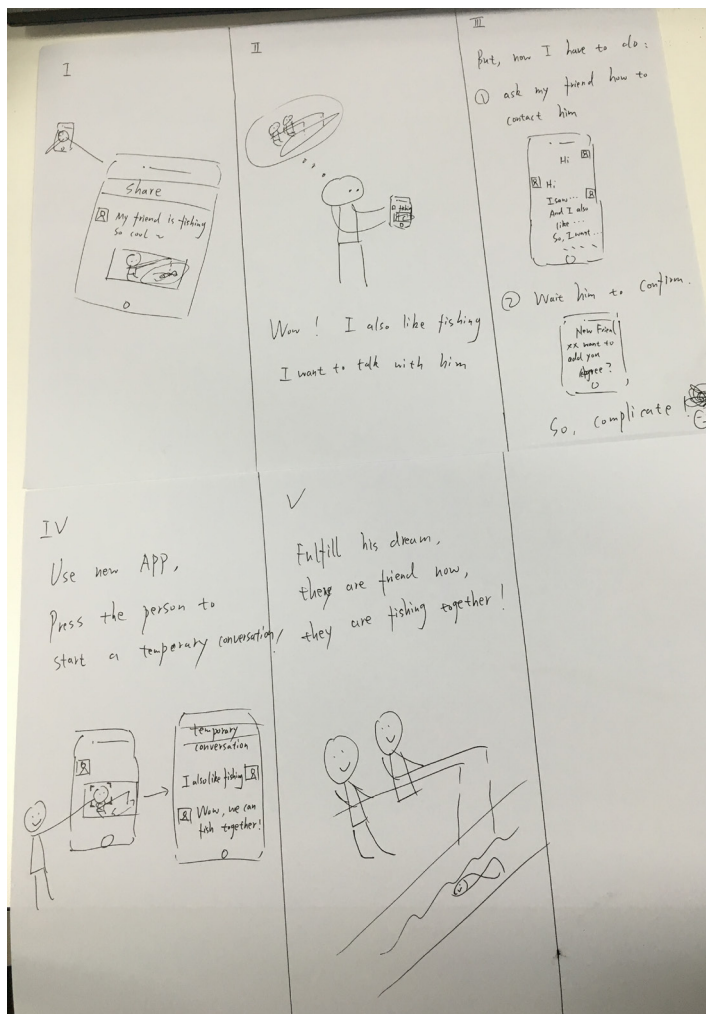 I
Share
My friend is fishing
so cool ~
II
Wow! I also like fishing
I want to talk with him
III
But, now I have to do:
① ask my friend how to
contact him
Hi
Hi
I saw...
And I also
like ...
So, I want ...
② Wait him to confirm.
New Friend
xx want to
add you
Agree?
So, complicate!
IV
Use new APP,
Press the person to
start a temporary conversation!
temporary
conversation
I also like fishing
Wow, we can
fish together!
V
Fulfill his dream,
they are friend now,
they are fishing together!